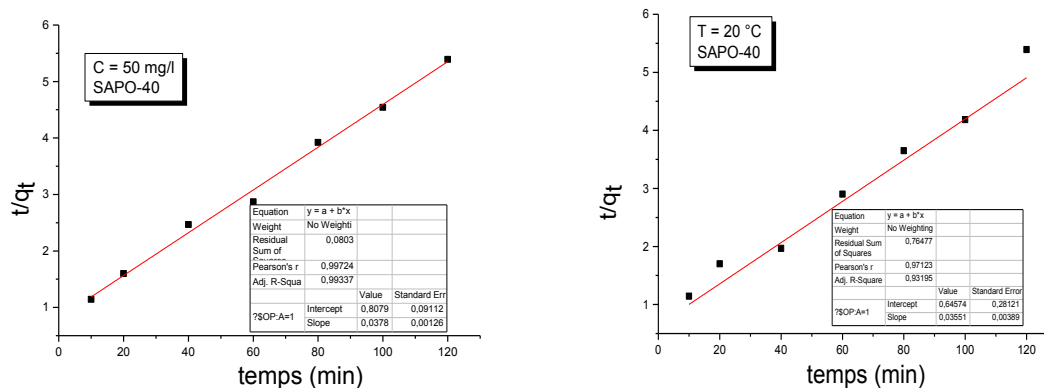 C = 50 mg/l
SAPO-40
t/qt
6
5
4
3
2
1
0 20 40 60 80 100 120
temps (min)
Equation y = a + b*x
Weight No Weighti
Residual 0,0803
Sum of
Pearson's r 0,99724
Adj. R-Squa 0,99337
Value Standard Err
?$OP:A=1 Intercept 0,8079 0,09112
Slope 0,0378 0,00126
T = 20 °C
SAPO-40
t/qt
6
5
4
3
2
1
0 20 40 60 80 100 120
temps (min)
Equation y = a + b*x
Weight No Weighting
Residual Sum 0,76477
of Squares
Pearson's r 0,97123
Adj. R-Square 0,93195
Value Standard Error
?$OP:A=1 Intercept 0,64574 0,28121
Slope 0,03551 0,00389